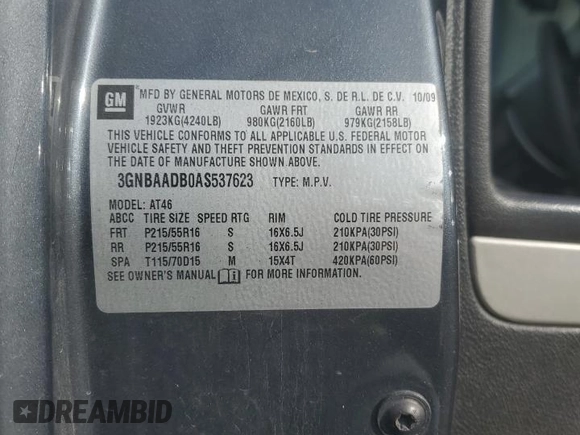 GM
MFD BY GENERAL MOTORS DE MEXICO, S. DE R.L. DE C.V. 10/09
GVWR GAWR FRT GAWR RR
1923KG(4240LB) 980KG(2160LB) 979KG(2158LB)
THIS VEHICLE CONFORMS TO ALL APPLICABLE U.S. FEDERAL MOTOR
VEHICLE SAFETY AND THEFT PREVENTION STANDARDS IN EFFECT ON
THE DATE OF MANUFACTURE SHOWN ABOVE.
3GNBAADB0AS537623 TYPE: M.P.V.
MODEL: AT46
ABCC TIRE SIZE SPEED RTG RIM COLD TIRE PRESSURE
FRT P215/55R16 S 16X6.5J 210KPA(30PSI)
RR P215/55R16 S 16X6.5J 210KPA(30PSI)
SPA T115/70D15 M 15X4T 420KPA(60PSI)
SEE OWNER'S MANUAL FOR MORE INFORMATION.
DREAMBID